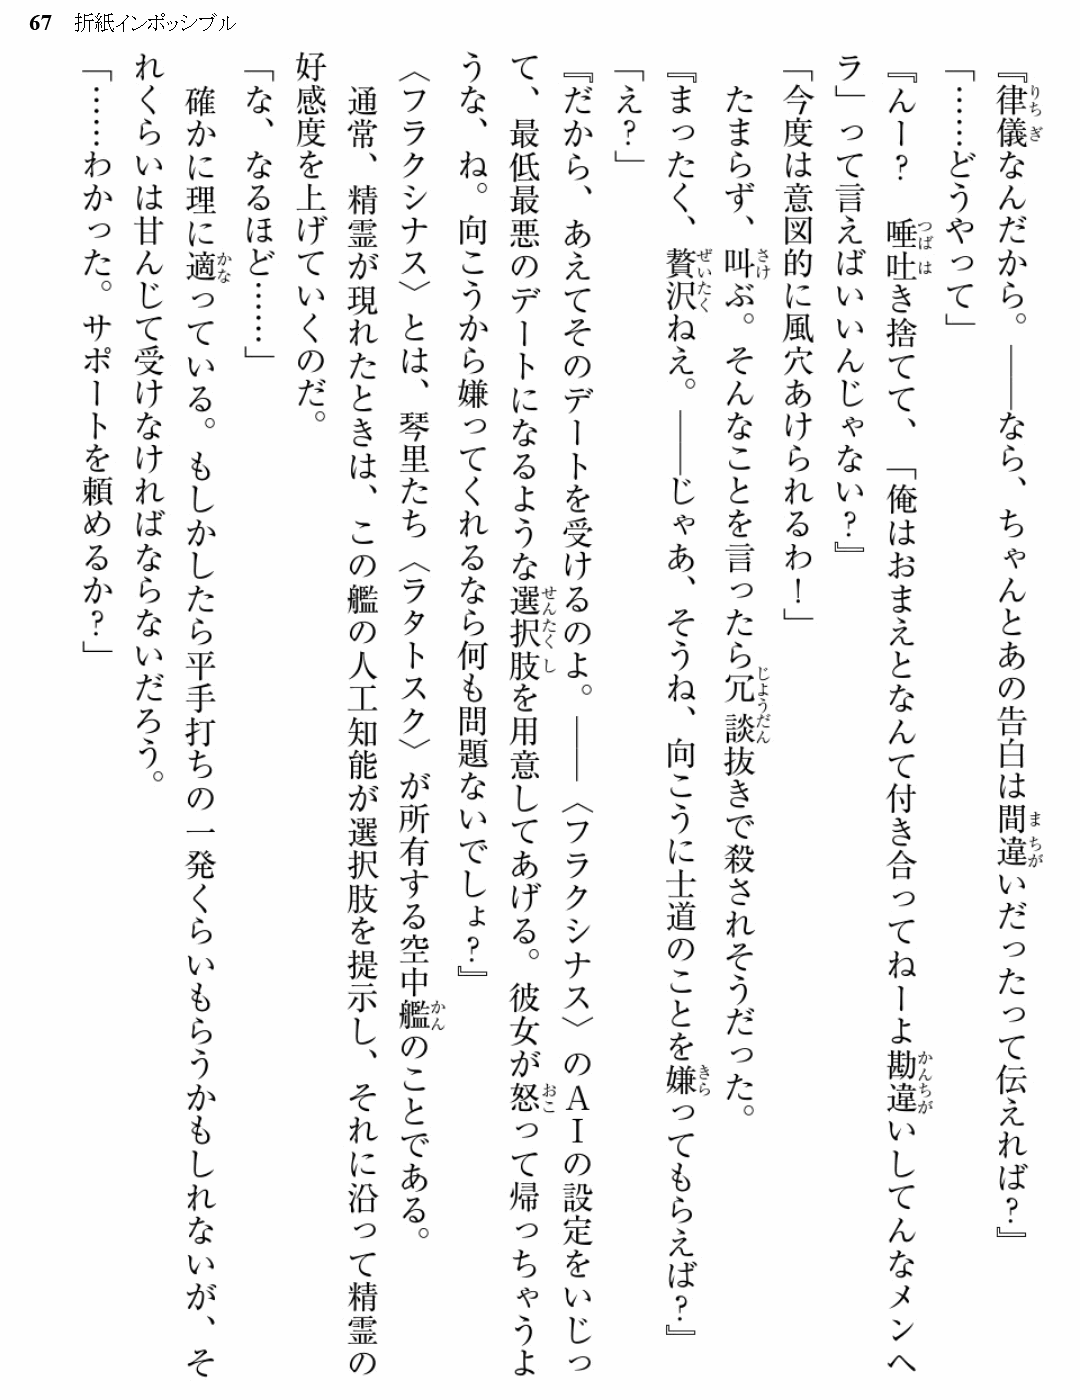 67 折紙インポッシブル
『律儀なんだから。――なら、ちゃんとあの告白は間違いだったって伝えれば？』
「……どうやって」
『んー？　唾吐き捨てて、「俺はおまえとなんて付き合ってねーよ勘違いしてんなメンヘ
ラ」って言えばいいんじゃない？』
「今度は意図的に風穴あけられるわ！」
たまらず、叫ぶ。そんなことを言ったら冗談抜きで殺されそうだった。
『まったく、贅沢ねえ。――じゃあ、そうね、向こうに士道のことを嫌ってもらえば？』
「え？」
『だから、あえてそのデートを受けるのよ。――〈フラクシナス〉のＡＩの設定をいじっ
て、最低最悪のデートになるような選択肢を用意してあげる。彼女が怒って帰っちゃうよ
うな、ね。向こうから嫌ってくれるなら何も問題ないでしょ？』
〈フラクシナス〉とは、琴里たち〈ラタトスク〉が所有する空中艦のことである。
通常、精霊が現れたときは、この艦の人工知能が選択肢を提示し、それに沿って精霊の
好感度を上げていくのだ。
「な、なるほど……」
確かに理に適っている。もしかしたら平手打ちの一発くらいもらうかもしれないが、そ
れくらいは甘んじて受けなければならないだろう。
「……わかった。サポートを頼めるか？」